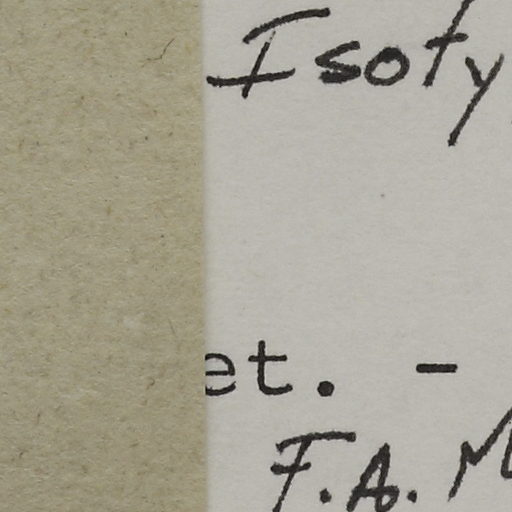 Isoty
et. -
F.A. M